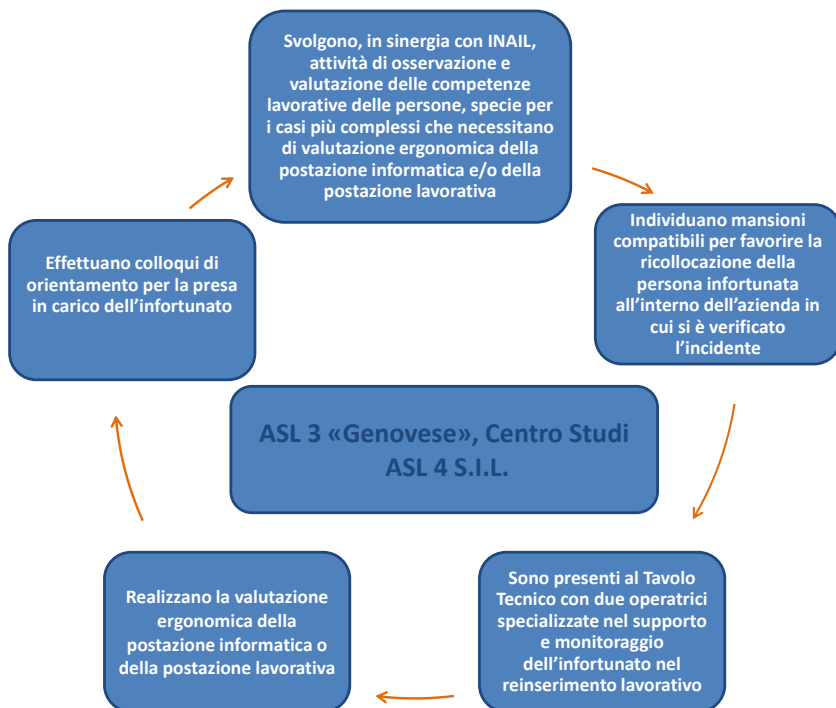 Svolgono, in sinergia con INAIL,
attività di osservazione e
valutazione delle competenze
lavorative delle persone, specie per
i casi più complessi che necessitano
di valutazione ergonomica della
postazione informatica e/o della
postazione lavorativa
Individuano mansioni
compatibili per favorire la
ricollocazione della
persona infortunata
all'interno dell'azienda in
cui si è verificato
l'incidente
Sono presenti al Tavolo
Tecnico con due operatrici
specializzate nel supporto
e monitoraggio
dell'infortunato nel
reinserimento lavorativo
Realizzano la valutazione
ergonomica della
postazione informatica o
della postazione lavorativa
Effettuano colloqui di
orientamento per la presa
in carico dell'infortunato
ASL 3 «Genovese», Centro Studi
ASL 4 S.I.L.